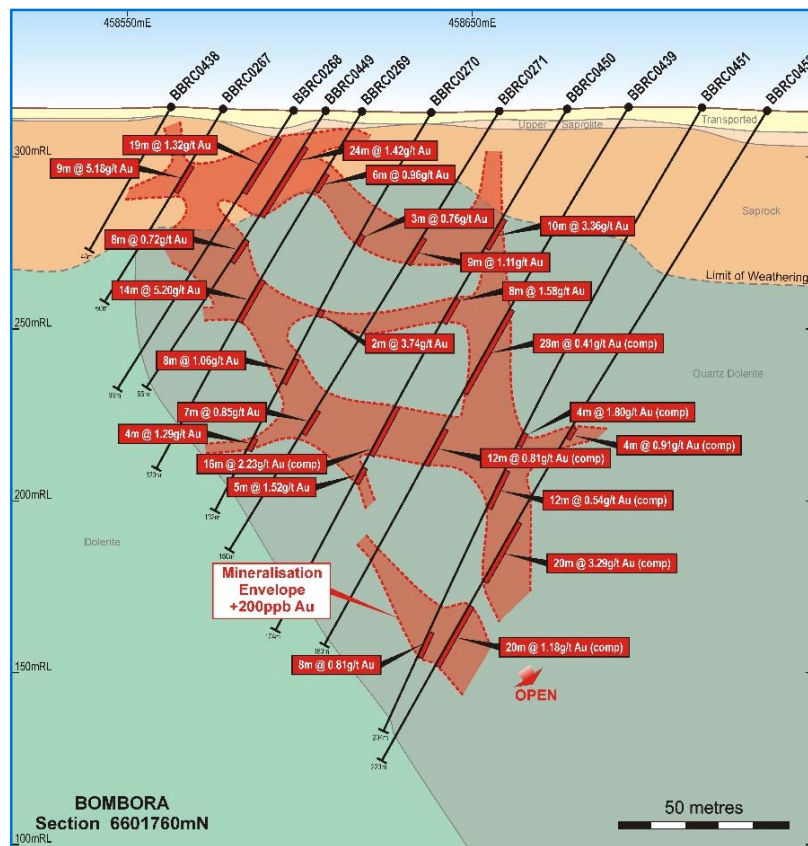 458550mE
458650mE
BBRC0438
BBRC0267
BBRC0268
BBRC0449
BBRC0269
BBRC0270
BBRC0271
BBRC0450
BBRC0439
BBRC0451
Upper Saprolite
Transported
300mRL
19m @ 1.32g/t Au
24m @ 1.42g/t Au
9m @ 5.18g/t Au
6m @ 0.96g/t Au
Saprock
3m @ 0.76g/t Au
10m @ 3.36g/t Au
8m @ 0.72g/t Au
9m @ 1.11g/t Au
Limit of Weathering
14m @ 5.20g/t Au
8m @ 1.58g/t Au
60m
250mRL
2m @ 3.74g/t Au
28m @ 0.41g/t Au (comp)
8m @ 1.06g/t Au
Quartz Dolerite
7m @ 0.85g/t Au
4m @ 1.80g/t Au (comp)
4m @ 1.29g/t Au
4m @ 0.91g/t Au (comp)
16m @ 2.23g/t Au (comp)
12m @ 0.81g/t Au (comp)
120m
5m @ 1.52g/t Au
200mRL
12m @ 0.54g/t Au (comp)
132m
Dolerite
20m @ 3.29g/t Au (comp)
Mineralisation
Envelope
+200ppb Au
174m
20m @ 1.18g/t Au (comp)
8m @ 0.81g/t Au
150mRL
OPEN
204m
BOMBORA
Section 6601760mN
50 metres
100mRL